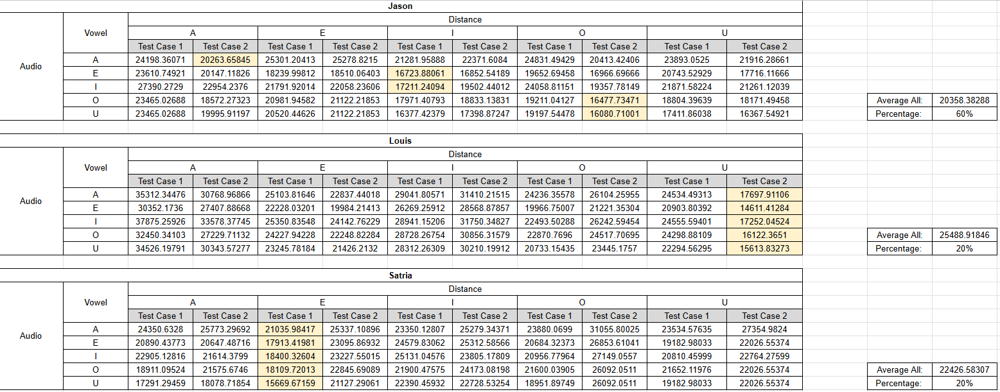 Jason
Distance
Vowel A E I O U
Test Case 1 Test Case 2 Test Case 1 Test Case 2 Test Case 1 Test Case 2 Test Case 1 Test Case 2 Test Case 1 Test Case 2
Audio A 24198.36071 20263.65845 25301.20413 25278.8215 21281.95888 22371.6084 24831.49429 20413.42406 23893.0525 21916.28661
E 23610.74921 20147.11826 18239.99812 18510.06403 16723.88061 16852.54189 19652.69458 16966.69666 20743.52929 17716.11666
I 27390.2729 22954.2376 21791.92014 22058.23606 17211.24094 19502.44012 24058.81151 19357.78149 21871.58224 21261.12039
O 23465.02688 18572.27323 20981.94582 21122.21853 17971.40793 18833.13831 19211.04127 16477.73471 18804.39639 18171.49458 Average All: 20358.38288
U 23465.02688 19995.91197 20520.44626 21122.21853 16377.42379 17398.87247 19197.54478 16080.71001 17411.86038 16367.54921 Percentage: 60%
Louis
Distance
Vowel A E I O U
Test Case 1 Test Case 2 Test Case 1 Test Case 2 Test Case 1 Test Case 2 Test Case 1 Test Case 2 Test Case 1 Test Case 2
Audio A 35312.34476 30768.96866 25103.81646 22837.44018 29041.80571 31410.21515 24236.35578 26104.25955 24534.49313 17697.91106
E 30352.1736 27407.88668 22228.03201 19984.21413 26269.25912 28568.87857 19966.75007 21221.35304 20903.80392 14611.41284
I 37875.25926 33578.37745 25350.83548 24142.76229 28941.15206 31750.34827 22493.50288 26242.59454 24555.59401 17252.04524
O 32450.34103 27229.71132 24227.94228 22248.82284 28728.26754 30856.31579 22870.7696 24517.70695 24298.88109 16122.3651 Average All: 25488.91846
U 34526.19791 30343.57277 23245.78184 21426.2132 28312.26309 30210.19912 20733.15435 23445.1757 22294.56295 15613.83273 Percentage: 20%
Satria
Distance
Vowel A E I O U
Test Case 1 Test Case 2 Test Case 1 Test Case 2 Test Case 1 Test Case 2 Test Case 1 Test Case 2 Test Case 1 Test Case 2
Audio A 24350.6328 25773.29692 21035.98417 25337.10896 23350.12807 25279.34371 23880.0699 31055.80025 23534.57635 27354.9824
E 20890.43773 20647.48716 17913.41981 23095.86932 24579.83062 25312.58566 20684.32373 26853.61041 19182.98033 22026.55374
I 22905.12816 21614.3799 18400.32604 23227.55015 25131.04576 23805.17809 20956.77964 27149.0557 20810.45999 22764.27599
O 18911.09524 21575.6746 18109.72013 22845.69089 21900.47575 24173.08198 21600.03905 26092.0511 21652.11976 22026.55374 Average All: 22426.58307
U 17291.29459 18078.71854 15669.67159 21127.29061 22390.45932 22728.53254 18951.89749 26092.0511 19182.98033 22026.55374 Percentage: 20%